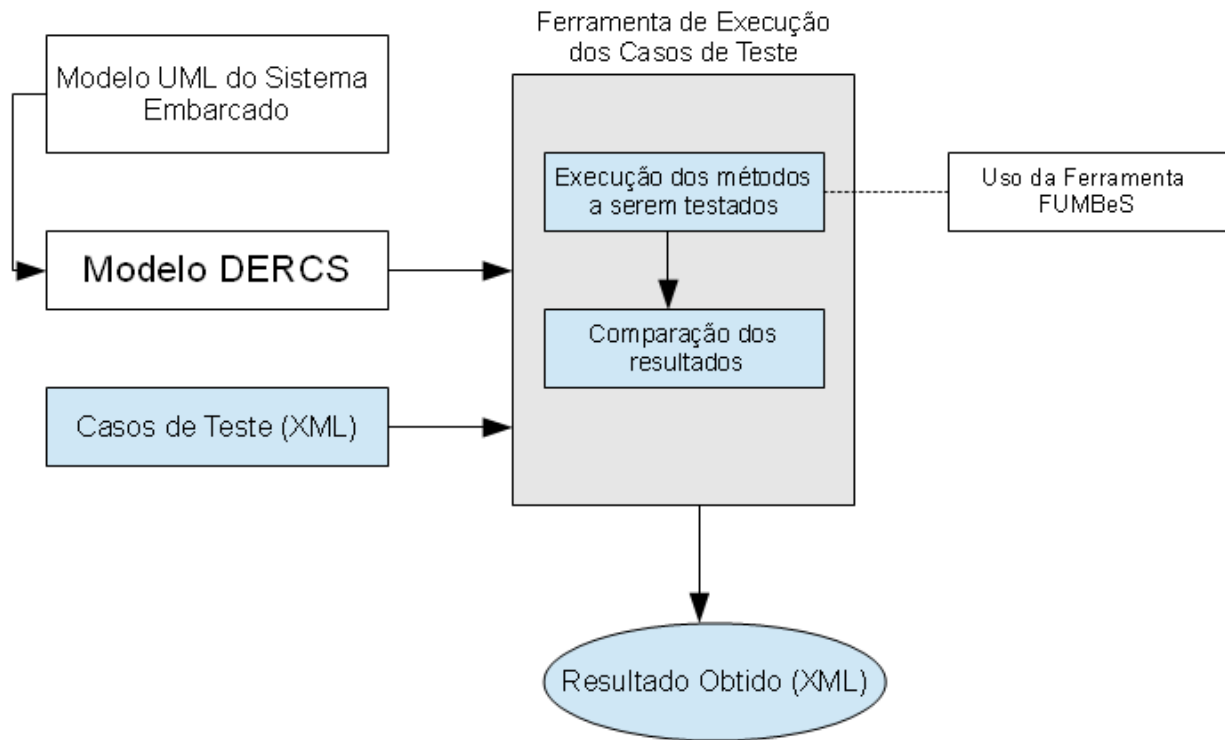 Ferramenta de Execução
dos Casos de Teste
Modelo UML do Sistema
Embarcado
Execução dos métodos
a serem testados
Uso da Ferramenta
FUMBeS
Modelo DERCS
Comparação dos
resultados
Casos de Teste (XML)
Resultado Obtido (XML)